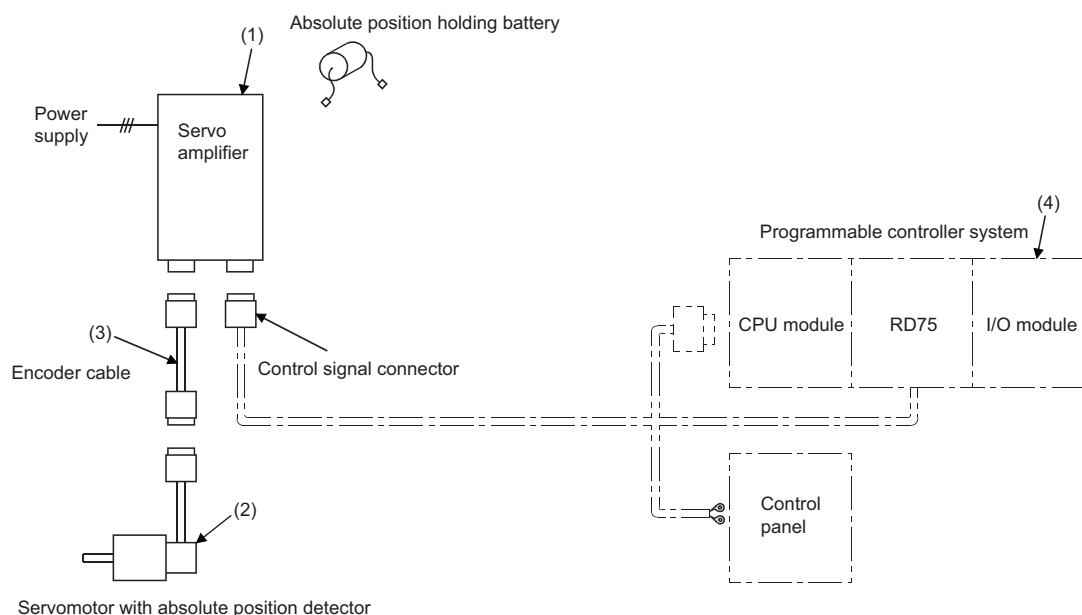 Absolute position holding battery
(1)
Power
supply
Servo
amplifier
(4)
Programmable controller system
CPU module
RD75
I/O module
(3)
Encoder cable
Control signal connector
(2)
Control
panel
Servomotor with absolute position detector